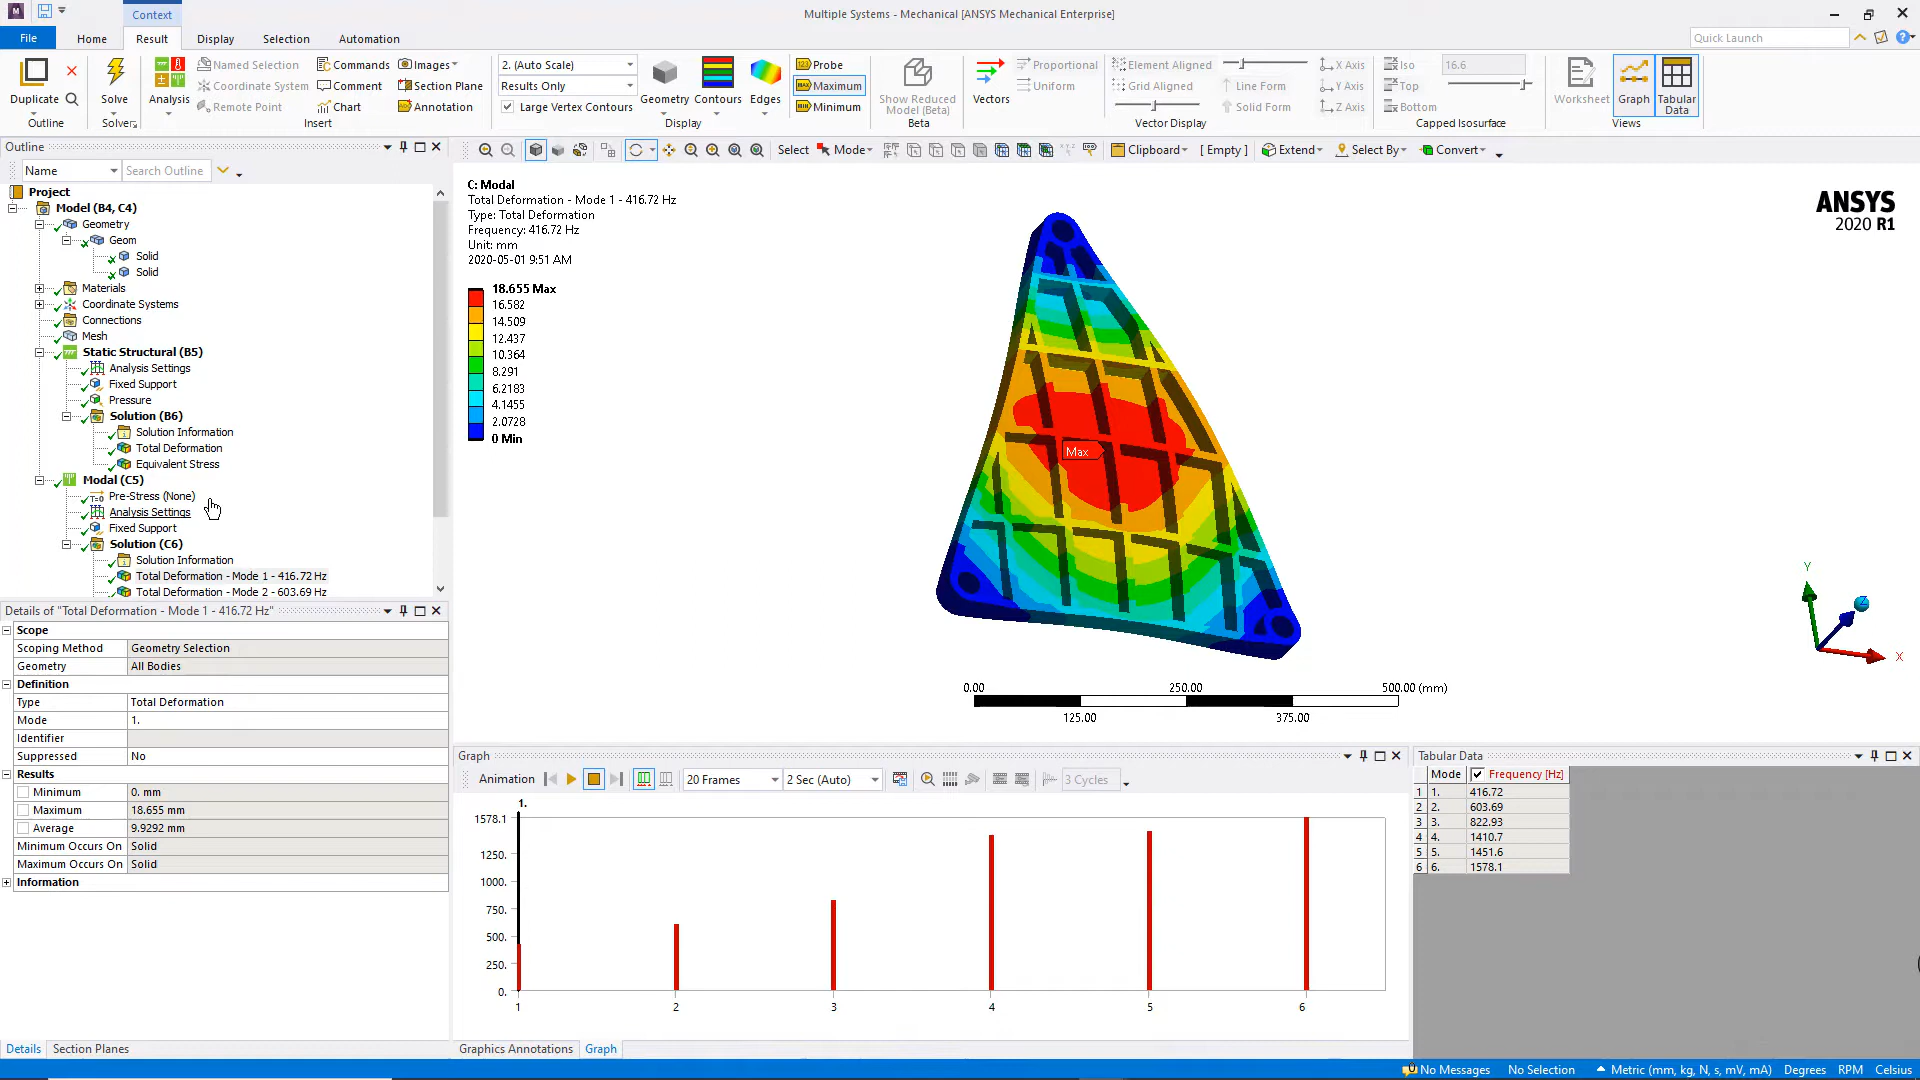 Context
Multiple Systems - Mechanical [ANSYS Mechanical Enterprise]
File
Home
Result
Display
Selection
Automation
Quick Launch
Duplicate
Outline
Solve
Solver
Analysis
Named Selection
Coordinate System
Remote Point
Commands
Comment
Chart
Images
Section Plane
Annotation
Insert
2. (Auto Scale)
Results Only
Large Vertex Contours
Geometry
Contours
Edges
Display
Probe
Maximum
Minimum
Show Reduced
Model (Beta)
Beta
Vectors
Proportional
Uniform
Element Aligned
Grid Aligned
Line Form
Solid Form
X Axis
Y Axis
Z Axis
Vector Display
Iso
Top
Bottom
16.6
Capped Isosurface
Worksheet
Graph
Tabular
Data
Views
Outline
Name
Search Outline
Select
Mode
Clipboard
[ Empty ]
Extend
Select By
Convert
Project
Model (B4, C4)
Geometry
Geom
Solid
Solid
Materials
Coordinate Systems
Connections
Mesh
Static Structural (B5)
Analysis Settings
Fixed Support
Pressure
Solution (B6)
Solution Information
Total Deformation
Equivalent Stress
Modal (C5)
Pre-Stress (None)
Analysis Settings
Fixed Support
Solution (C6)
Solution Information
Total Deformation - Mode 1 - 416.72 Hz
Total Deformation - Mode 2 - 603.69 Hz
C: Modal
Total Deformation - Mode 1 - 416.72 Hz
Type: Total Deformation
Frequency: 416.72 Hz
Unit: mm
2020-05-01 9:51 AM
18.655 Max
16.582
14.509
12.437
10.364
8.291
6.2183
4.1455
2.0728
0 Min
Max
ANSYS
2020 R1
Y
X
0.00
250.00
500.00 (mm)
125.00
375.00
Details of "Total Deformation - Mode 1 - 416.72 Hz"
Scope
Scoping Method Geometry Selection
Geometry All Bodies
Definition
Type Total Deformation
Mode 1.
Identifier
Suppressed No
Results
Minimum 0. mm
Maximum 18.655 mm
Average 9.9292 mm
Minimum Occurs On Solid
Maximum Occurs On Solid
Information
Details
Section Planes
Graph
Animation
20 Frames
2 Sec (Auto)
3 Cycles
1.
1578.1
1250.
1000.
750.
500.
250.
0.
1 2 3 4 5 6
Graphics Annotations
Graph
Tabular Data
Mode Frequency [Hz]
1 1. 416.72
2 2. 603.69
3 3. 822.93
4 4. 1410.7
5 5. 1451.6
6 6. 1578.1
No Messages
No Selection
Metric (mm, kg, N, s, mV, mA)
Degrees
RPM
Celsius